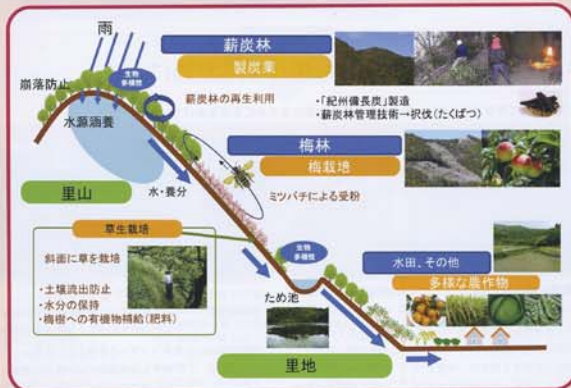 雨
生物
多様性
崩落防止
水源涵養
里山
薪炭林
製炭業
薪炭林の再生利用
・「紀州備長炭」製造
・薪炭林管理技術→択伐(たくばつ)
梅林
梅栽培
水・養分
ミツバチによる受粉
草生栽培
斜面に草を栽培
・土壌流出防止
・水分の保持
・梅樹への有機物補給(肥料)
生物
多様性
ため池
水田、その他
多様な農作物
里地